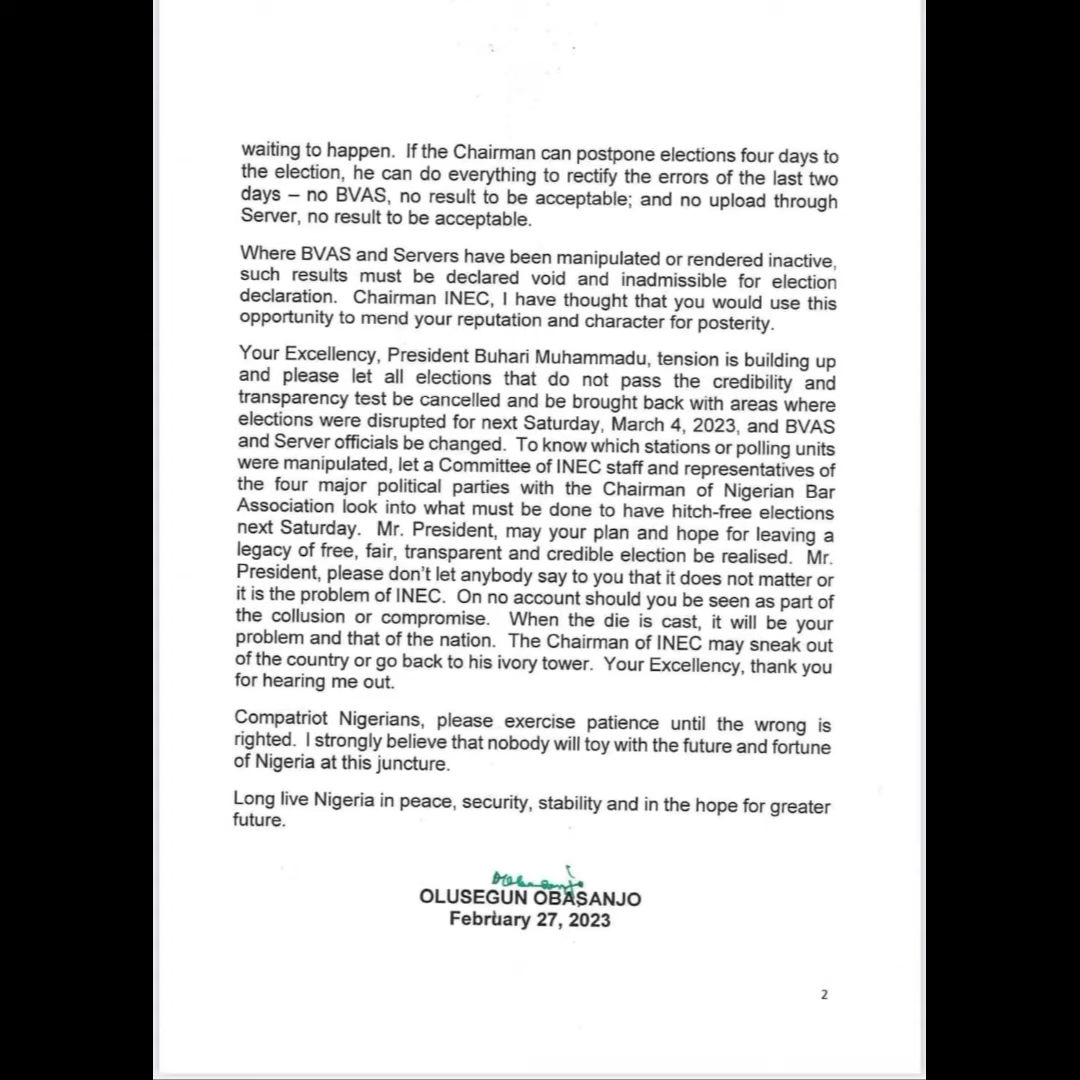 waiting to happen. If the Chairman can postpone elections four days to
the election, he can do everything to rectify the errors of the last two
days – no BVAS, no result to be acceptable; and no upload through
Server, no result to be acceptable.
Where BVAS and Servers have been manipulated or rendered inactive,
such results must be declared void and inadmissible for election
declaration. Chairman INEC, I have thought that you would use this
opportunity to mend your reputation and character for posterity.
Your Excellency, President Buhari Muhammadu, tension is building up
and please let all elections that do not pass the credibility and
transparency test be cancelled and be brought back with areas where
elections were disrupted for next Saturday, March 4, 2023, and BVAS
and Server officials be changed. To know which stations or polling units
were manipulated, let a Committee of INEC staff and representatives of
the four major political parties with the Chairman of Nigerian Bar
Association look into what must be done to have hitch-free elections
next Saturday. Mr. President, may your plan and hope for leaving a
legacy of free, fair, transparent and credible election be realised. Mr.
President, please don't let anybody say to you that it does not matter or
it is the problem of INEC. On no account should you be seen as part of
the collusion or compromise. When the die is cast, it will be your
problem and that of the nation. The Chairman of INEC may sneak out
of the country or go back to his ivory tower. Your Excellency, thank you
for hearing me out.
Compatriot Nigerians, please exercise patience until the wrong is
righted. I strongly believe that nobody will toy with the future and fortune
of Nigeria at this juncture.
Long live Nigeria in peace, security, stability and in the hope for greater
future.
OLUSEGUN OBASANJO
February 27, 2023
2